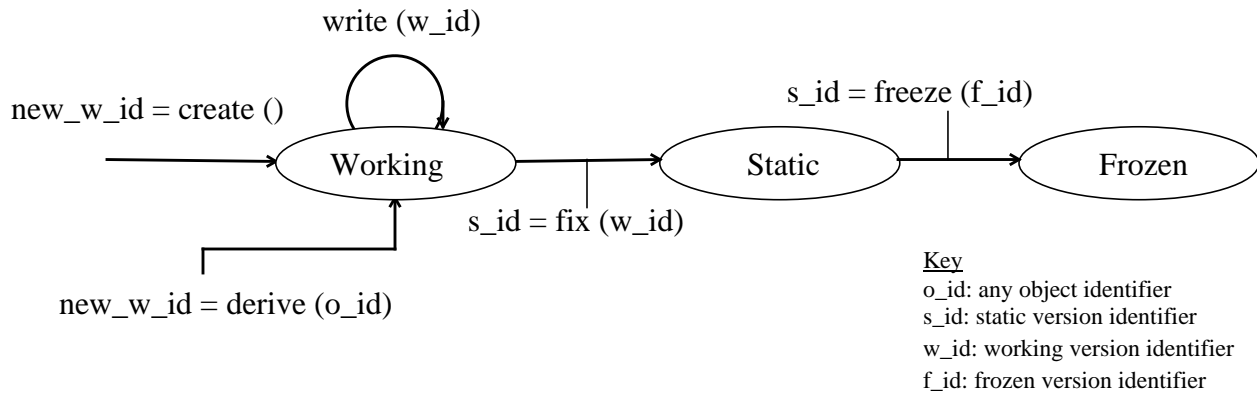 write (w_id)
new_w_id = create ()
s_id = freeze (f_id)
Working
Static
Frozen
s_id = fix (w_id)
new_w_id = derive (o_id)
Key
o_id: any object identifier
s_id: static version identifier
w_id: working version identifier
f_id: frozen version identifier